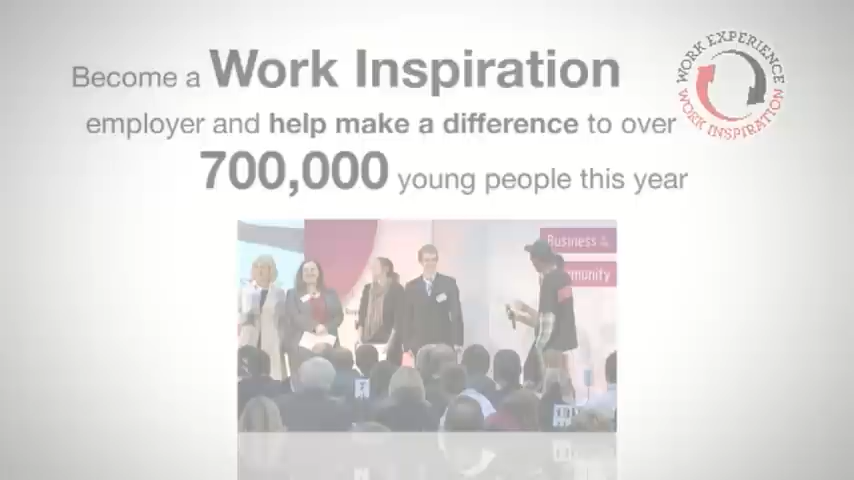 Become a Work Inspiration
employer and help make a difference to over
700,000 young people this year
WORK EXPERIENCE
WORK INSPIRATION
Business